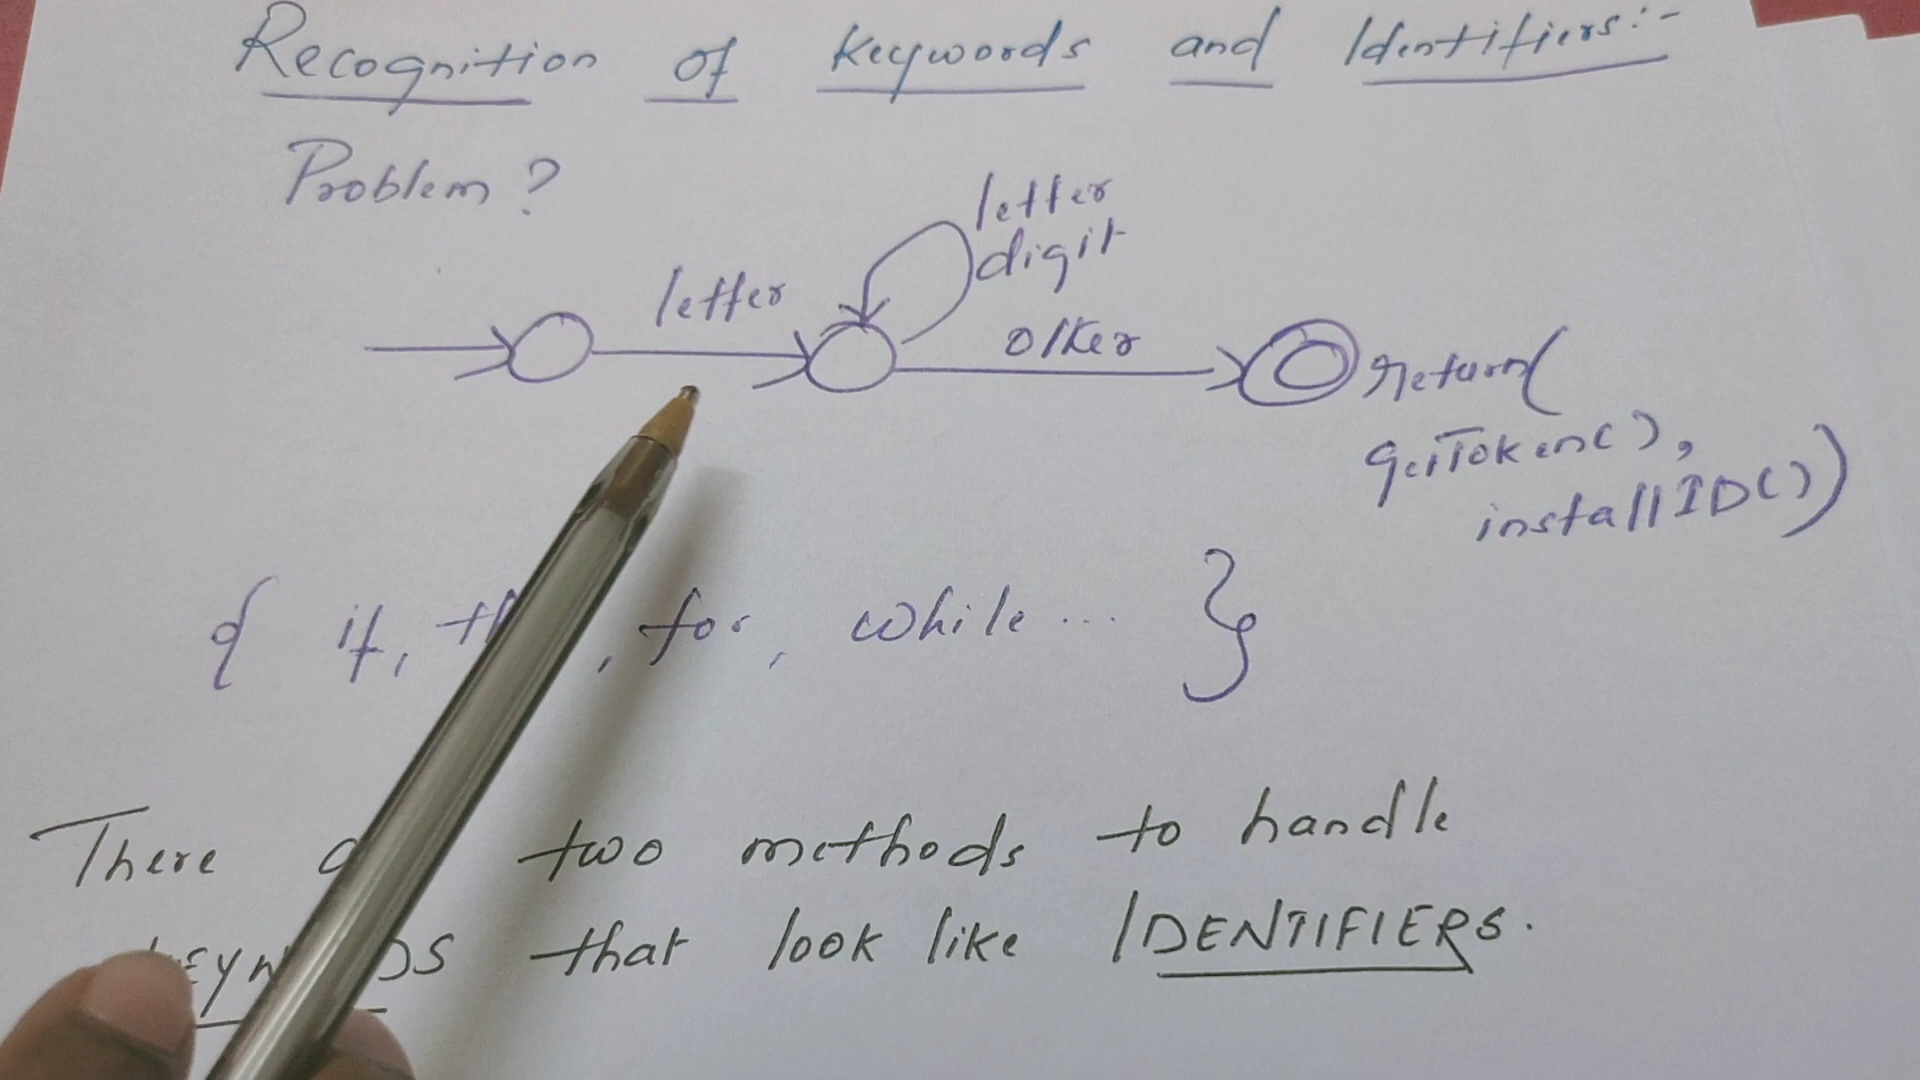 Recognition of Keywords and Identifiers:-
Problem?
letter
digit
letter
other
return(
getToken(),
installID())
{ if, , for, while ... }
There two methods to handle
that look like IDENTIFIERS.